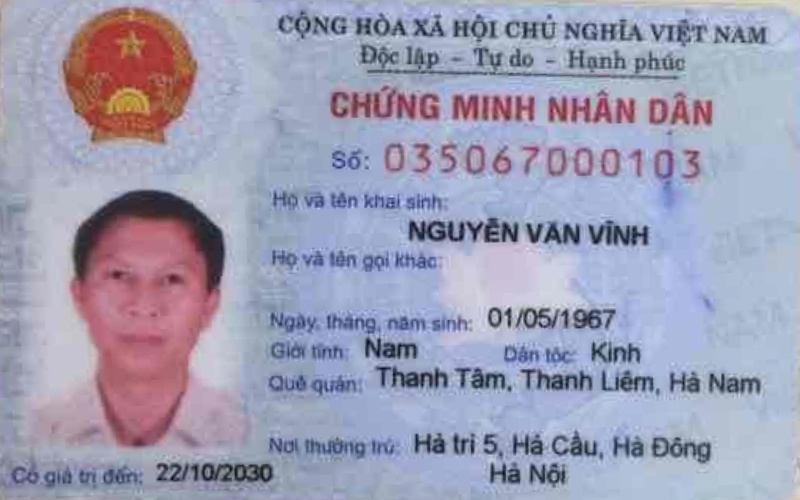 CỘNG HÒA XÃ HỘI CHỦ NGHĨA VIỆT NAM
Độc lập - Tự do - Hạnh phúc
CHỨNG MINH NHÂN DÂN
Số: 035067000103
Họ và tên khai sinh:
NGUYỄN VĂN VĨNH
Họ và tên gọi khác:
Ngày, tháng, năm sinh: 01/05/1967
Giới tính: Nam Dân tộc: Kinh
Quê quán: Thanh Tâm, Thanh Liêm, Hà Nam
Nơi thường trú: Hà trì 5, Hà Cầu, Hà Đông
Hà Nội
Có giá trị đến: 22/10/2030